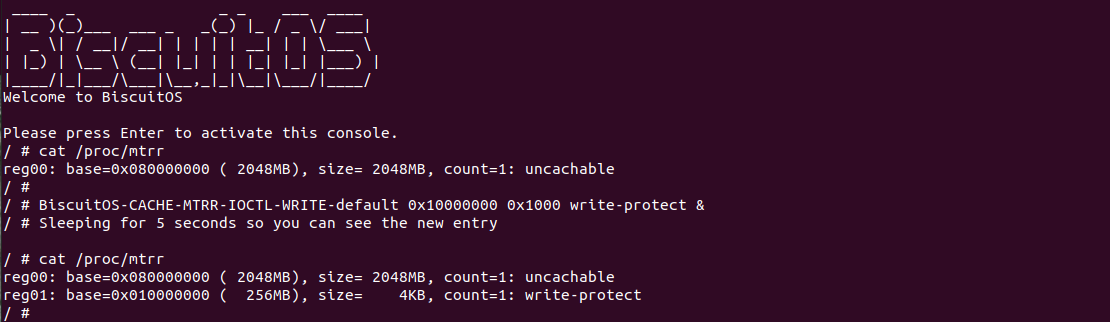 ____  _                _ _    ___  ____
| __ )(_)___  ___ _   _(_) |_ / _ \/ ___|
|  _ \| / __|/ __| | | | | __| | | \___ \
| |_) | \__ \ (__| |_| | | |_| |_| |___) |
|____/|_|___/\___|\__,_|_|\__|\___/|____/
Welcome to BiscuitOS
Please press Enter to activate this console.
/ # cat /proc/mtrr
reg00: base=0x080000000 ( 2048MB), size= 2048MB, count=1: uncachable
/ #
/ # BiscuitOS-CACHE-MTRR-IOCTL-WRITE-default 0x10000000 0x1000 write-protect &
/ # Sleeping for 5 seconds so you can see the new entry
/ # cat /proc/mtrr
reg00: base=0x080000000 ( 2048MB), size= 2048MB, count=1: uncachable
reg01: base=0x010000000 (  256MB), size=    4KB, count=1: write-protect
/ #